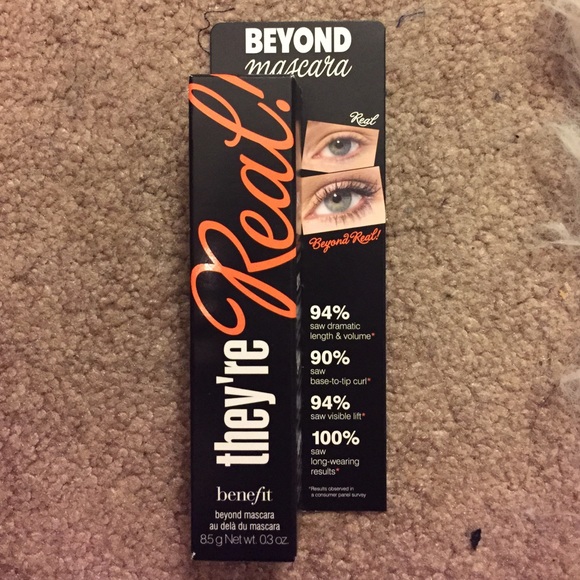 BEYOND
mascara
Real
Beyond Real!
94%
saw dramatic
length & volume*
90%
saw
base-to-tip curl*
94%
saw visible lift*
100%
saw
long-wearing
results*
*Results observed in
a consumer panel survey
they're Real!
benefit
beyond mascara
au delà du mascara
8.5 g Net wt. 0.3 oz.